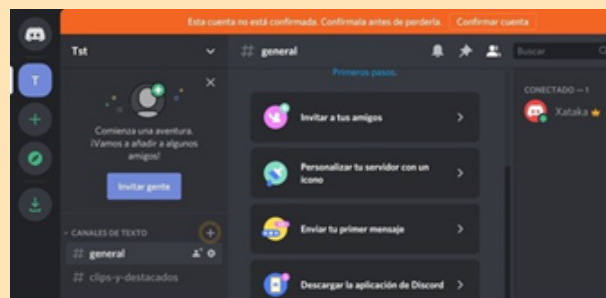 Esta cuenta no está confirmada. Confírmala antes de perderla.
Confirmar cuenta
Tst
general
Buscar
T
Comienza una aventura.
¡Vamos a añadir a algunos
amigos!
Invitar gente
CANALES DE TEXTO
general
clips-y-destacados
Primeros pasos.
Invitar a tus amigos
Personalizar tu servidor con un
icono
Enviar tu primer mensaje
Descargar la aplicación de Discord
CONECTADO — 1
Xataka